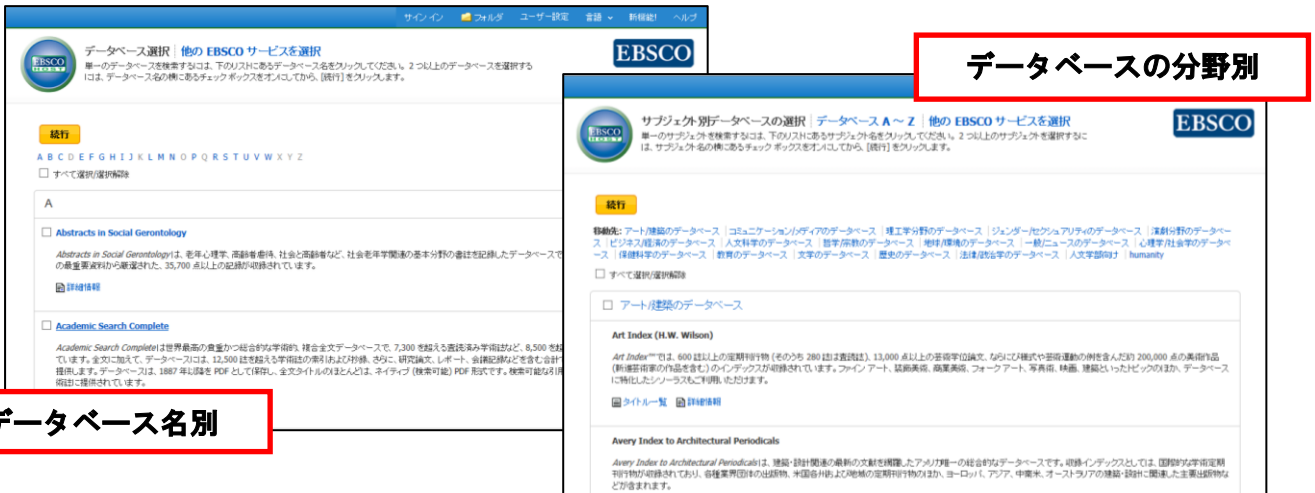 サインイン フォルダ ユーザー設定 言語 新機能! ヘルプ
EBSCO HOST
データベース選択 | 他の EBSCO サービスを選択
単一のデータベースを検索するには、下のリストにあるデータベース名をクリックしてください。2 つ以上のデータベースを選択する
には、データベース名の横にあるチェック ボックスをオンにしてから、[続行] をクリックします。
EBSCO
続行
A B C D E F G H I J K L M N O P Q R S T U V W X Y Z
すべて選択/選択解除
A
Abstracts in Social Gerontology
Abstracts in Social Gerontologyは、老年心理学、高齢者虐待、社会と高齢者など、社会老年学関連の基本分野の書誌を記録したデータベースで
の最重要資料から厳選された、35,700 点以上の記録が収録されています。
詳細情報
Academic Search Complete
Academic Search Completeは世界最高の貴重かつ総合的な学術的、複合全文データベースで、7,300 を超える査読済み学術誌など、8,500 を超
ています。全文に加えて、データベースには、12,500 誌を超える学術誌の索引および抄録、さらに、研究論文、レポート、会議記録などを含む合計
提供します。データベースは、1887 年以降を PDF として保存し、全文タイトルのほとんどは、ネイティブ (検索可能) PDF 形式です。検索可能な引用
術誌に提供されています。
データベース名別
データベースの分野別
EBSCO HOST
サブジェクト別データベースの選択 | データベース A ~ Z | 他の EBSCO サービスを選択
単一のサブジェクトを検索するには、下のリストにあるサブジェクト名をクリックしてください。2 つ以上のサブジェクトを選択するに
は、サブジェクト名の横にあるチェック ボックスをオンにしてから、[続行] をクリックします。
EBSCO
続行
移動先: アート/建築のデータベース | コミュニケーション/メディアのデータベース | 理工学分野のデータベース | ジェンダー/セクシュアリティのデータベース | 演劇分野のデータベー
ス | ビジネス/経済のデータベース | 人文科学のデータベース | 哲学/宗教のデータベース | 地球/環境のデータベース | 一般/ニュースのデータベース | 心理学/社会学のデータベ
ース | 保健科学のデータベース | 教育のデータベース | 文学のデータベース | 歴史のデータベース | 法律/政治学のデータベース | 人文学部向け | humanity
すべて選択/選択解除
アート/建築のデータベース
Art Index (H.W. Wilson)
Art Index™では、600 誌以上の定期刊行物 (そのうち 280 誌は査読誌)、13,000 点以上の芸術学位論文、ならびに様式や芸術運動の例を含んだ約 200,000 点の美術作品
(新進芸術家の作品を含む) のインデックスが収録されています。ファイン アート、装飾美術、商業美術、フォーク アート、写真術、映画、建築といったトピックのほか、データベース
に特化したシソーラスもご利用いただけます。
タイトル一覧 詳細情報
Avery Index to Architectural Periodicals
Avery Index to Architectural Periodicalsは、建築・設計関連の最新の文献を網羅したアメリカ唯一の総合的なデータベースです。収録インデックスとしては、国際的な学術定期
刊行物が収録されており、各種業界団体の出版物、米国各州および地域の定期刊行物のほか、ヨーロッパ、アジア、中南米、オーストラリアの建築・設計に関連した主要出版物な
どが含まれます。